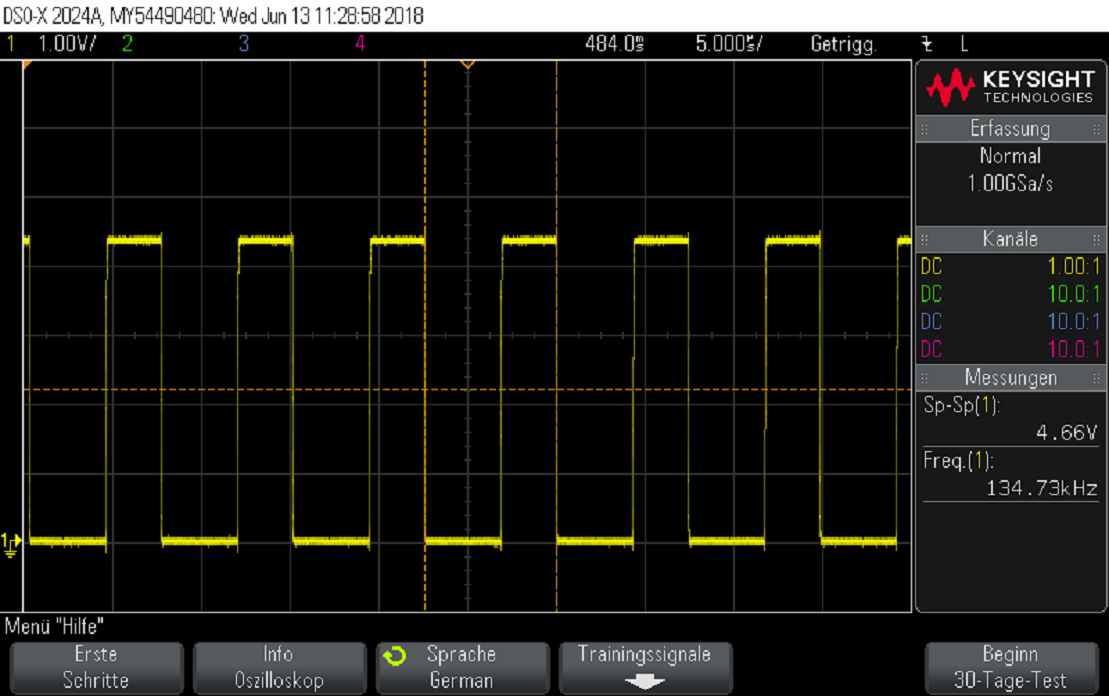 DSO-X 2024A, MY54490480: Wed Jun 13 11:28:58 2018
1 1.00V/ 2 3 4 484.0ms 5.000us/ Getrigg. L
KEYSIGHT
TECHNOLOGIES
Erfassung
Normal
1.00GSa/s
Kanäle
DC 1.00:1
DC 10.0:1
DC 10.0:1
DC 10.0:1
Messungen
Sp-Sp(1):
4.66V
Freq.(1):
134.73kHz
1
Menü "Hilfe"
Erste Schritte
Info Oszilloskop
Sprache German
Trainingssignale
Beginn 30-Tage-Test